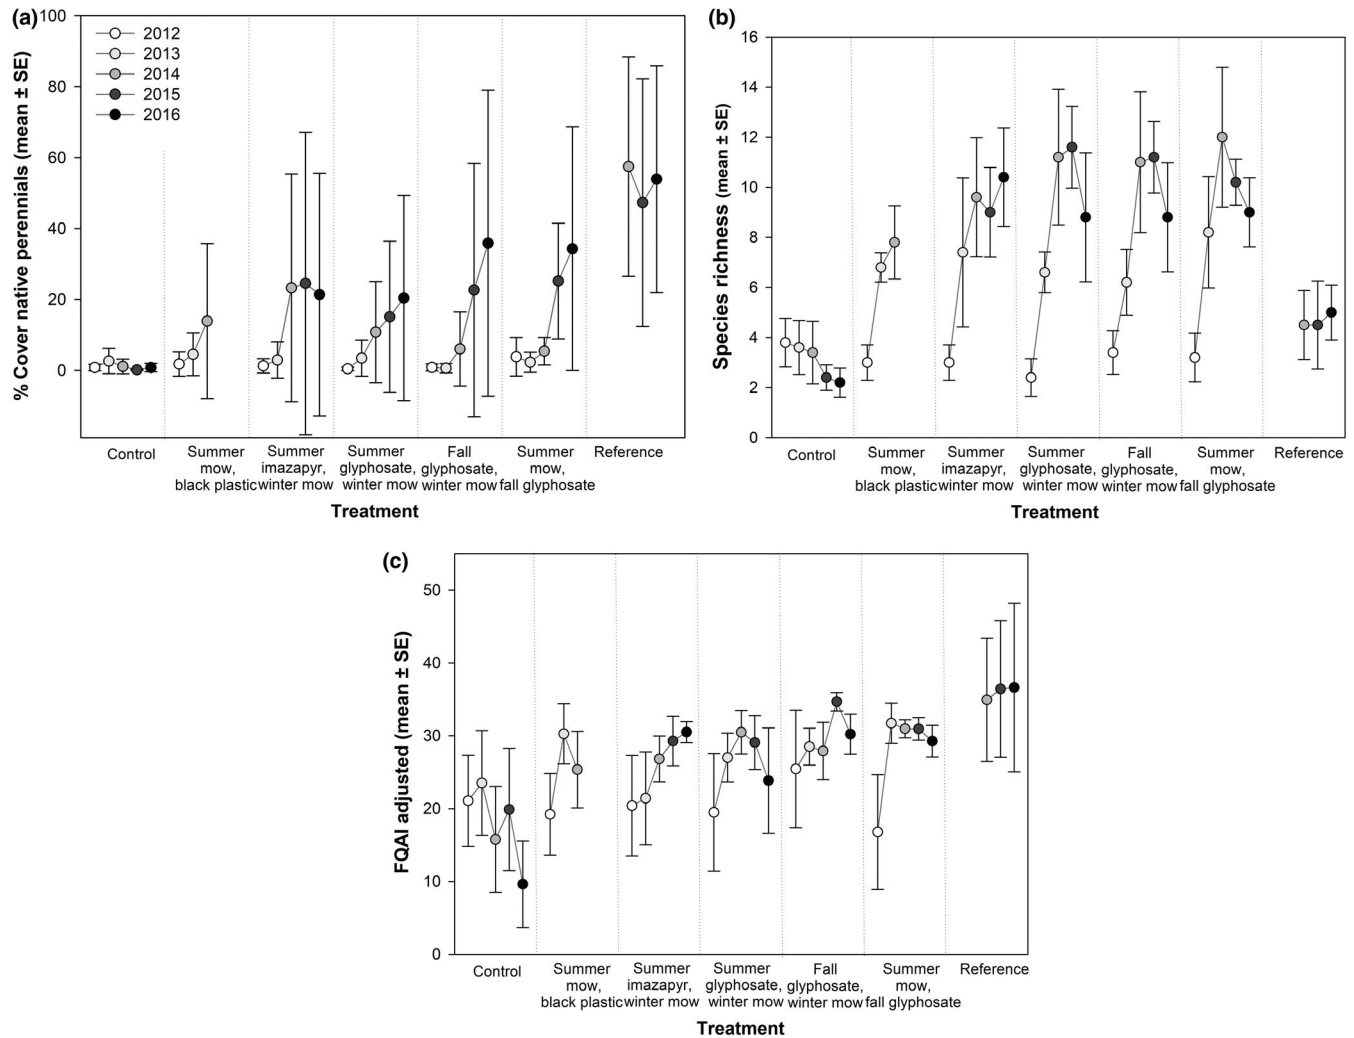 (a)
% Cover native perennials (mean ± SE)
100
80
60
40
20
0
2012
2013
2014
2015
2016
Control
Summer
mow,
black plastic
Summer
imazapyr,
winter mow
Summer
glyphosate,
winter mow
Fall
glyphosate,
winter mow
Summer
mow,
fall glyphosate
Reference
Treatment
(b)
Species richness (mean ± SE)
16
14
12
10
8
6
4
2
0
Control
Summer
mow,
black plastic
Summer
imazapyr,
winter mow
Summer
glyphosate,
winter mow
Fall
glyphosate,
winter mow
Summer
mow,
fall glyphosate
Reference
Treatment
(c)
FQAI adjusted (mean ± SE)
50
40
30
20
10
0
Control
Summer
mow,
black plastic
Summer
imazapyr,
winter mow
Summer
glyphosate,
winter mow
Fall
glyphosate,
winter mow
Summer
mow,
fall glyphosate
Reference
Treatment